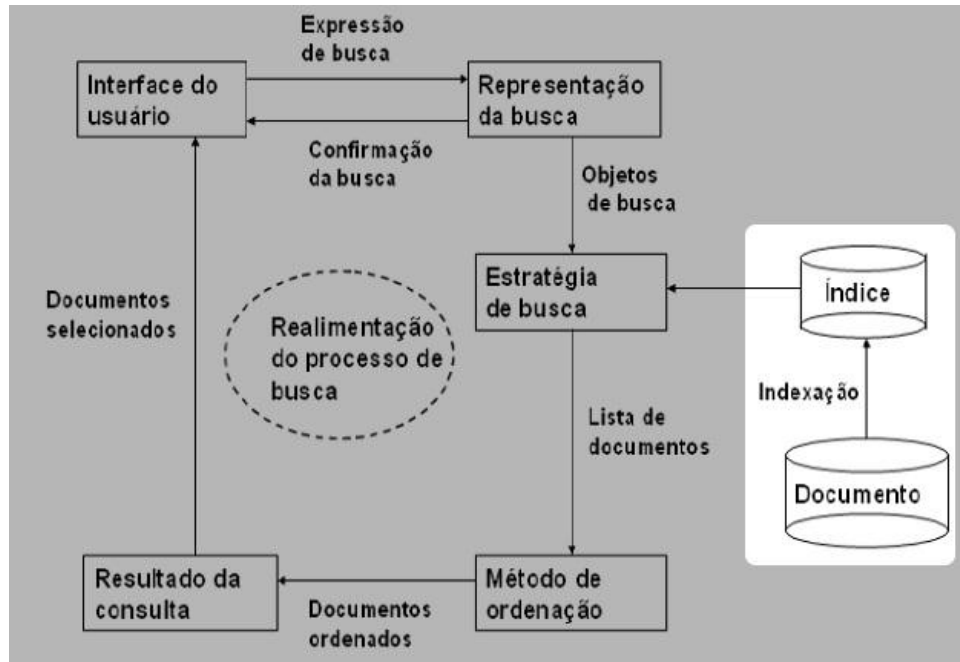 Expressão
de busca
Interface do
usuário
Representação
da busca
Confirmação
da busca
Objetos
de busca
Estratégia
de busca
Índice
Documentos
selecionados
Realimentação
do processo de
busca
Indexação
Lista de
documentos
Documento
Resultado da
consulta
Método de
ordenação
Documentos
ordenados